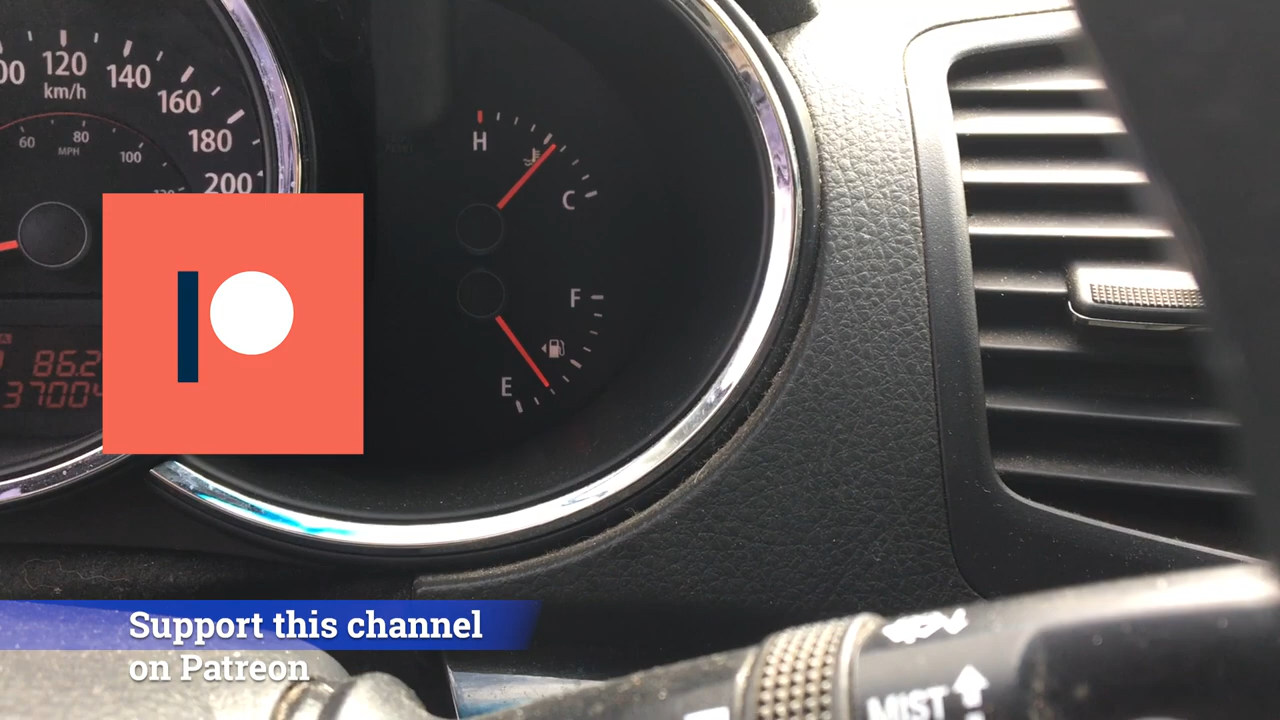 120
km/h
140
160
180
200
60
80
MPH
100
H
C
F
E
86.2
37004
Support this channel
on Patreon
MIST